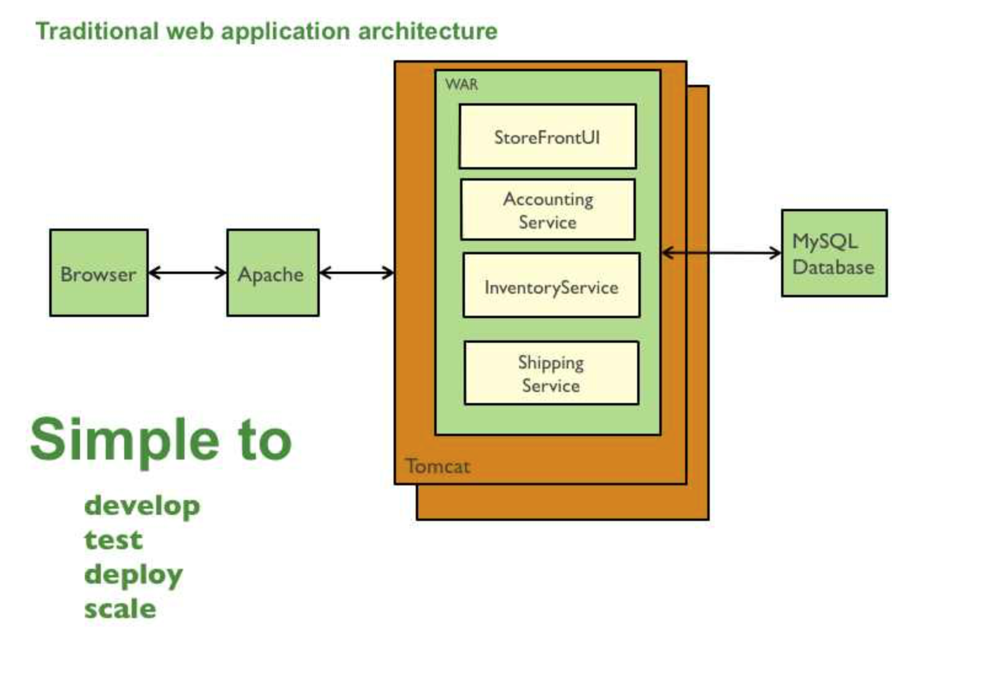 Traditional web application architecture
WAR
StoreFrontUI
Accounting
Service
InventoryService
Shipping
Service
Tomcat
Browser
Apache
MySQL
Database
Simple to
develop
test
deploy
scale